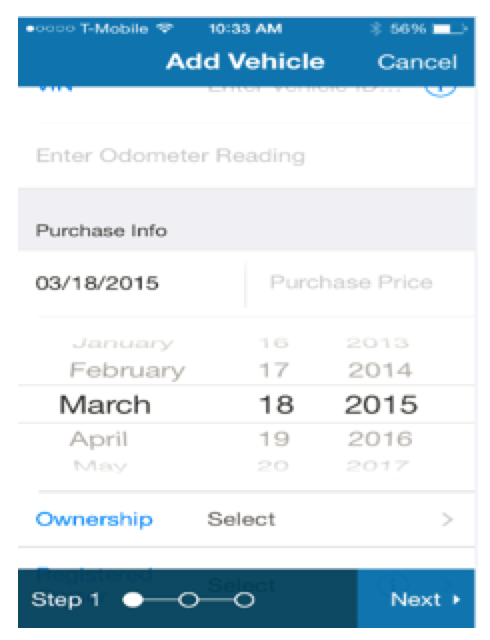 T-Mobile 10:33 AM 56%
Add Vehicle Cancel
VIN Enter Vehicle ID...
Enter Odometer Reading
Purchase Info
03/18/2015 Purchase Price
January 16 2013
February 17 2014
March 18 2015
April 19 2016
May 20 2017
Ownership Select
Registered Select
Step 1 Next